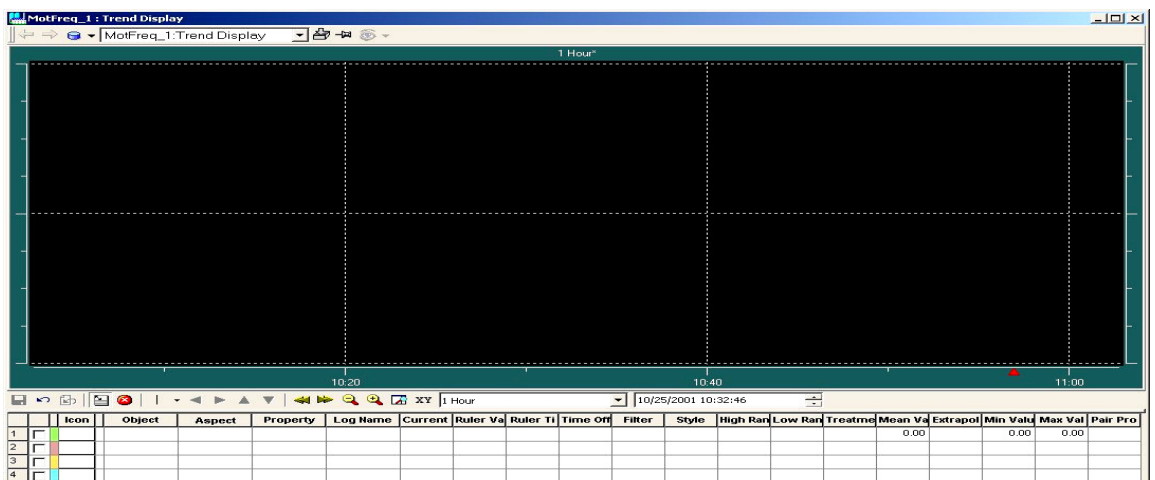 MotFreq_1 : Trend Display
MotFreq_1:Trend Display
1 Hour*
10:20 10:40 11:00
XY 1 Hour 10/25/2001 10:32:46
Icon Object Aspect Property Log Name Current Ruler Va Ruler Ti Time Off Filter Style High Ran Low Ran Treatme Mean Va Extrapol Min Valu Max Val Pair Pro
1 0.00 0.00 0.00
2
3
4